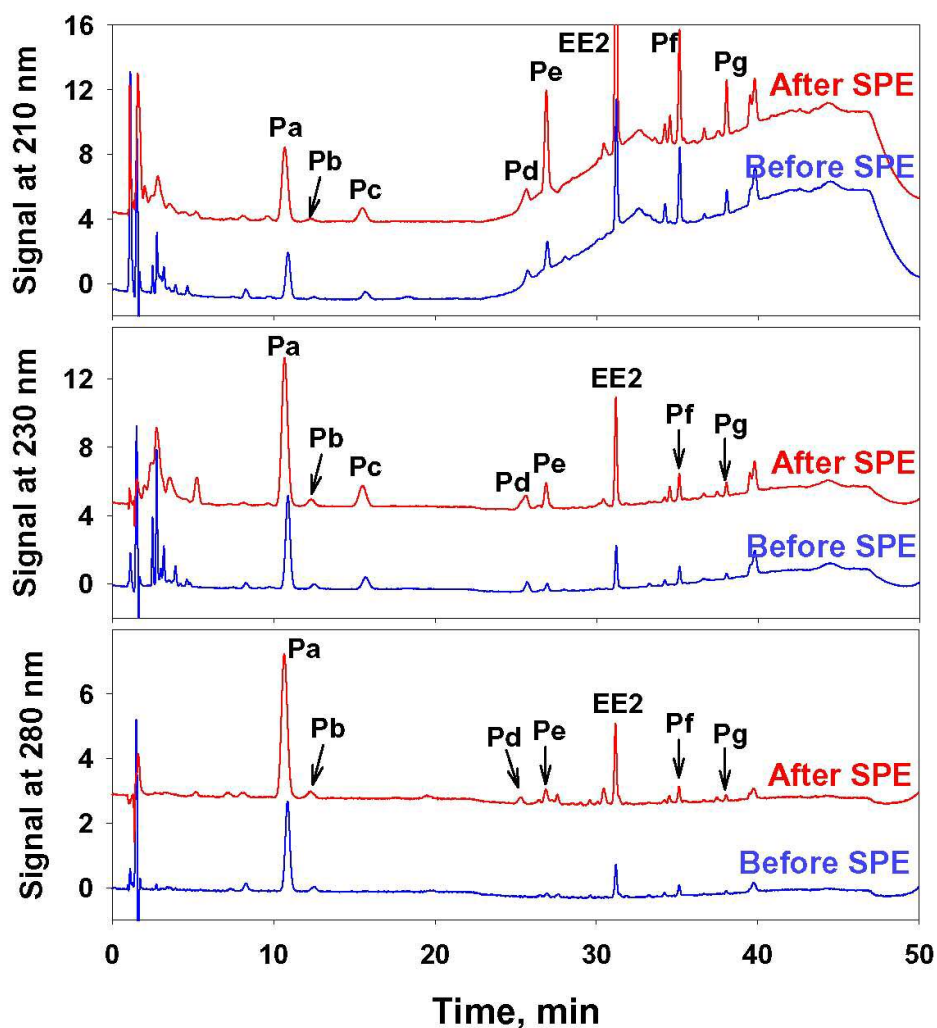 Signal at 210 nm
16
12
8
4
0
Pa
Pb
Pc
Pd
Pe
EE2
Pf
Pg
After SPE
Before SPE
Signal at 230 nm
12
8
4
0
Pa
Pb
Pc
Pd
Pe
EE2
Pf
Pg
After SPE
Before SPE
Signal at 280 nm
6
4
2
0
Pa
Pb
Pd
Pe
EE2
Pf
Pg
After SPE
Before SPE
0 10 20 30 40 50
Time, min